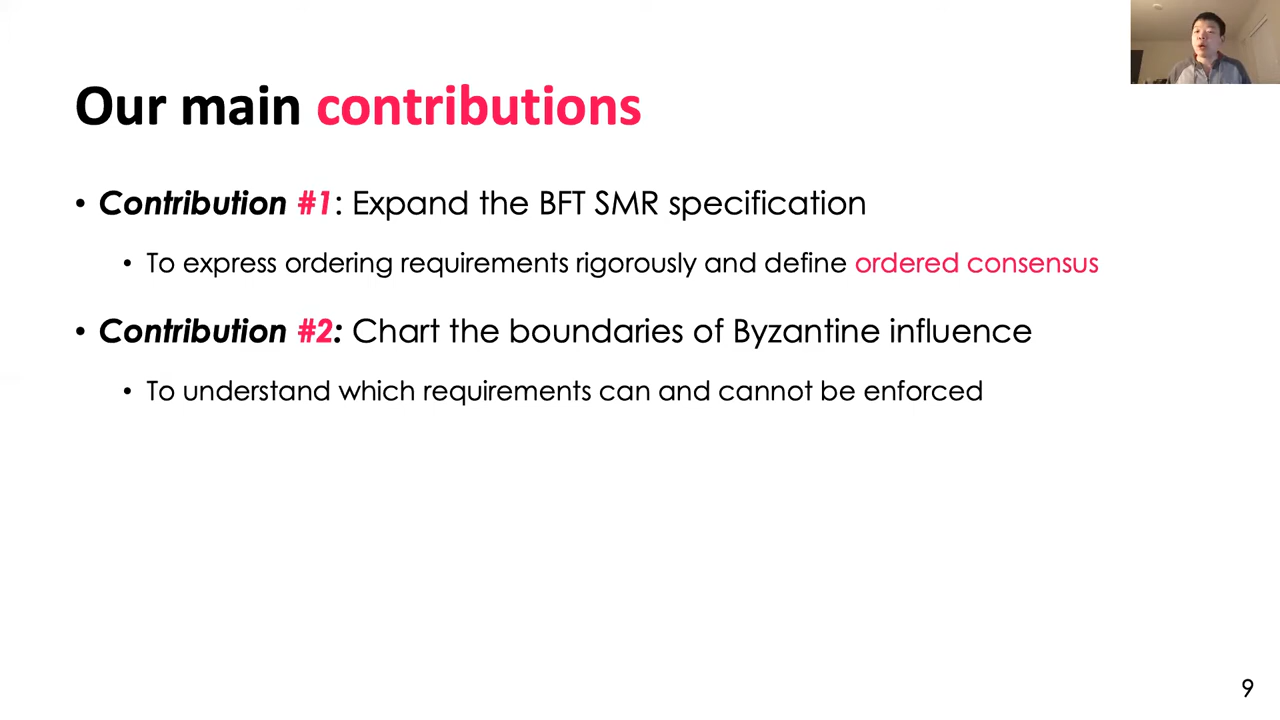 Our main contributions
• Contribution #1: Expand the BFT SMR specification
• To express ordering requirements rigorously and define ordered consensus
• Contribution #2: Chart the boundaries of Byzantine influence
• To understand which requirements can and cannot be enforced
9